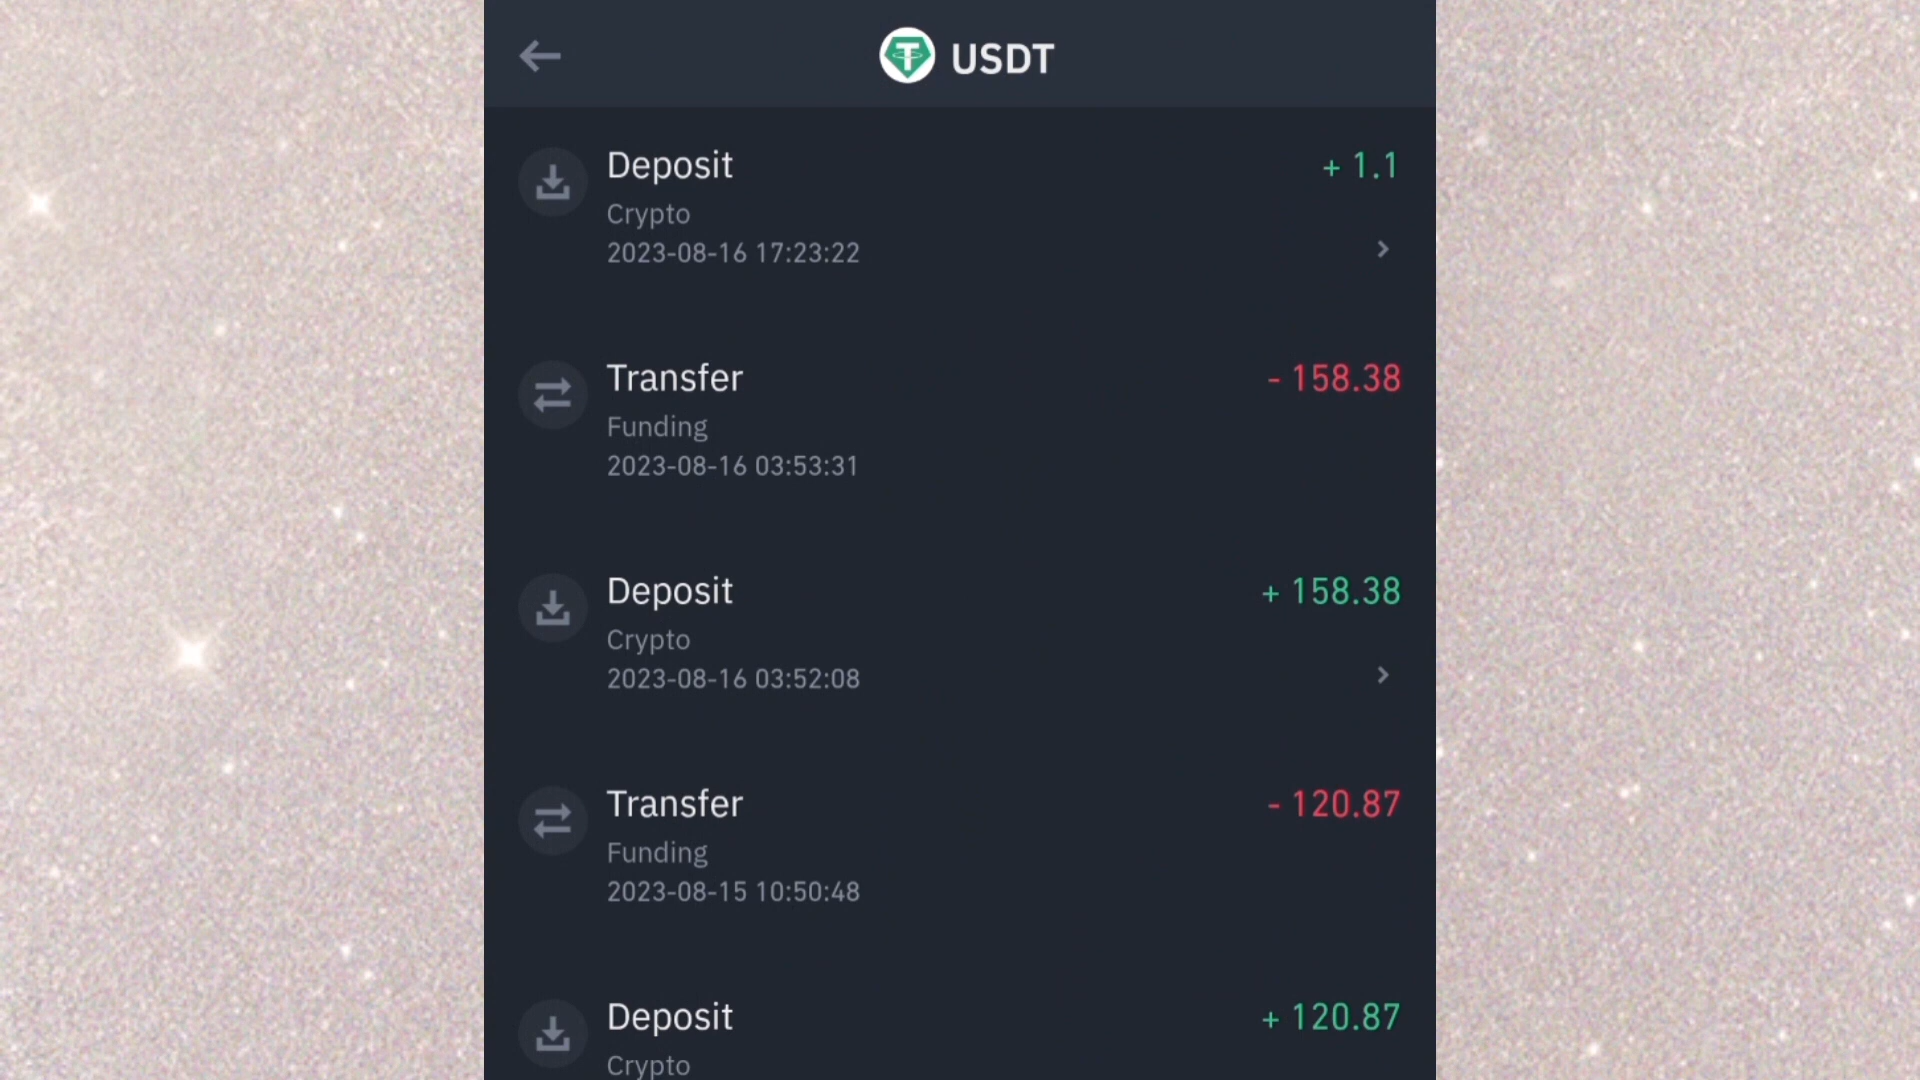 USDT
Deposit
+ 1.1
Crypto
2023-08-16 17:23:22
Transfer
- 158.38
Funding
2023-08-16 03:53:31
Deposit
+ 158.38
Crypto
2023-08-16 03:52:08
Transfer
- 120.87
Funding
2023-08-15 10:50:48
Deposit
+ 120.87
Crypto